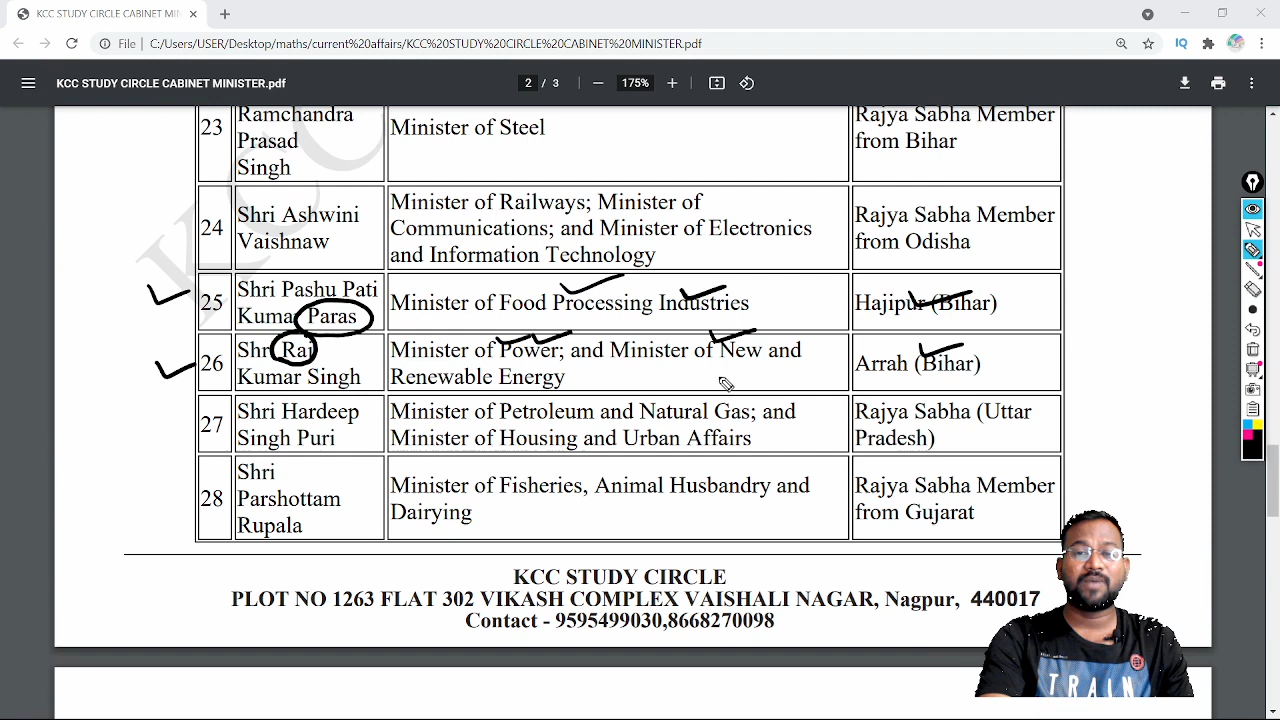 KCC STUDY CIRCLE CABINET MIN
File C:/Users/USER/Desktop/maths/current%20affairs/KCC%20STUDY%20CIRCLE%20CABINET%20MINISTER.pdf
IQ
KCC STUDY CIRCLE CABINET MINISTER.pdf
2 / 3
175%
KCC
23
Ramchandra
Prasad
Singh
Minister of Steel
Rajya Sabha Member
from Bihar
24
Shri Ashwini
Vaishnaw
Minister of Railways; Minister of
Communications; and Minister of Electronics
and Information Technology
Rajya Sabha Member
from Odisha
25
Shri Pashu Pati
Kumar Paras
Minister of Food Processing Industries
Hajipur (Bihar)
26
Shri Raj
Kumar Singh
Minister of Power; and Minister of New and
Renewable Energy
Arrah (Bihar)
27
Shri Hardeep
Singh Puri
Minister of Petroleum and Natural Gas; and
Minister of Housing and Urban Affairs
Rajya Sabha (Uttar
Pradesh)
28
Shri
Parshottam
Rupala
Minister of Fisheries, Animal Husbandry and
Dairying
Rajya Sabha Member
from Gujarat
KCC STUDY CIRCLE
PLOT NO 1263 FLAT 302 VIKASH COMPLEX VAISHALI NAGAR, Nagpur, 440017
Contact - 9595499030,8668270098
TRAIN